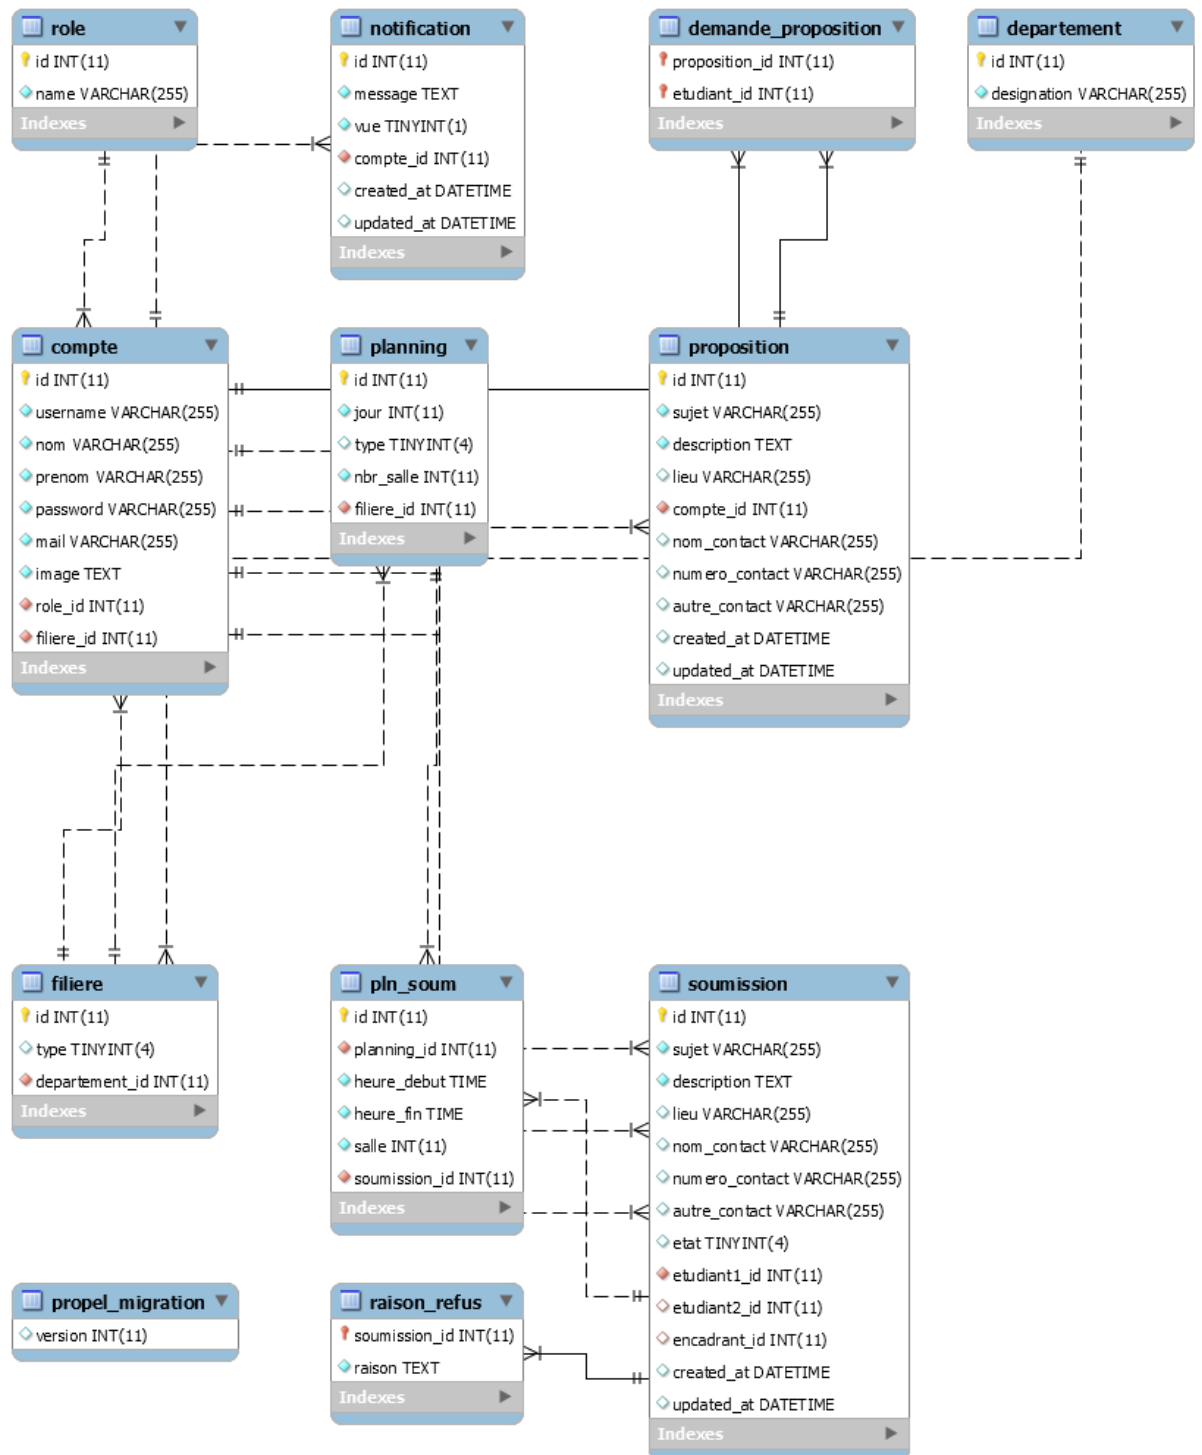 role
id INT(11)
name VARCHAR(255)
Indexes
notification
id INT(11)
message TEXT
vue TINYINT(1)
compte_id INT(11)
created_at DATETIME
updated_at DATETIME
Indexes
demande_proposition
proposition_id INT(11)
etudiant_id INT(11)
Indexes
departement
id INT(11)
designation VARCHAR(255)
Indexes
compte
id INT(11)
username VARCHAR(255)
nom VARCHAR(255)
prenom VARCHAR(255)
password VARCHAR(255)
mail VARCHAR(255)
image TEXT
role_id INT(11)
filiere_id INT(11)
Indexes
planning
id INT(11)
jour INT(11)
type TINYINT(4)
nbr_salle INT(11)
filiere_id INT(11)
Indexes
proposition
id INT(11)
sujet VARCHAR(255)
description TEXT
lieu VARCHAR(255)
compte_id INT(11)
nom_contact VARCHAR(255)
numero_contact VARCHAR(255)
autre_contact VARCHAR(255)
created_at DATETIME
updated_at DATETIME
Indexes
filiere
id INT(11)
type TINYINT(4)
departement_id INT(11)
Indexes
pln_soum
id INT(11)
planning_id INT(11)
heure_debut TIME
heure_fin TIME
salle INT(11)
soumission_id INT(11)
Indexes
soumission
id INT(11)
sujet VARCHAR(255)
description TEXT
lieu VARCHAR(255)
nom_contact VARCHAR(255)
numero_contact VARCHAR(255)
autre_contact VARCHAR(255)
etat TINYINT(4)
etudiant1_id INT(11)
etudiant2_id INT(11)
encadrant_id INT(11)
created_at DATETIME
updated_at DATETIME
Indexes
propel_migration
version INT(11)
raison_refus
soumission_id INT(11)
raison TEXT
Indexes